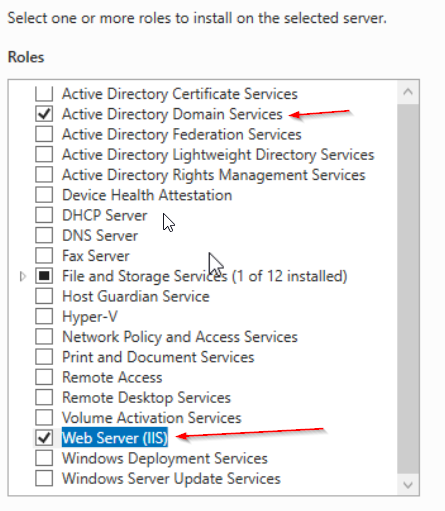 Select one or more roles to install on the selected server.
Roles
Active Directory Certificate Services
Active Directory Domain Services
Active Directory Federation Services
Active Directory Lightweight Directory Services
Active Directory Rights Management Services
Device Health Attestation
DHCP Server
DNS Server
Fax Server
File and Storage Services (1 of 12 installed)
Host Guardian Service
Hyper-V
Network Policy and Access Services
Print and Document Services
Remote Access
Remote Desktop Services
Volume Activation Services
Web Server (IIS)
Windows Deployment Services
Windows Server Update Services